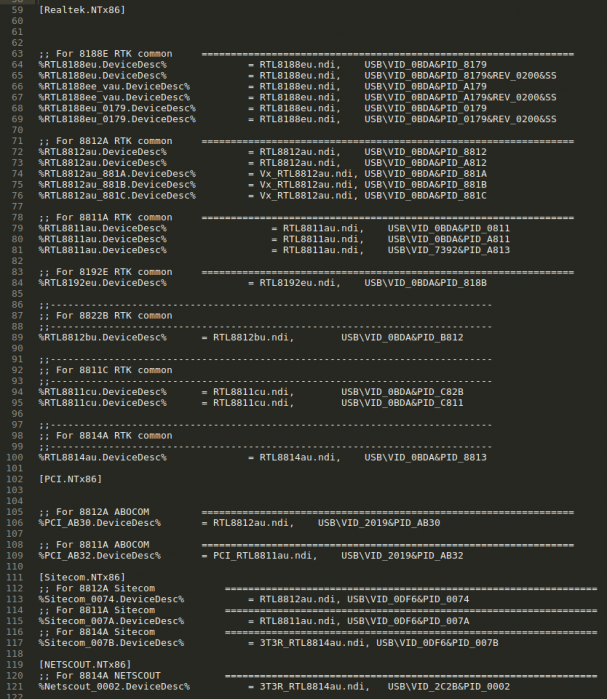 58
59 [Realtek.NTx86]
60
61
62
63 ;; For 8188E RTK common ================================================================
64 %RTL8188eu.DeviceDesc% = RTL8188eu.ndi, USB\VID_0BDA&PID_8179
65 %RTL8188eu.DeviceDesc% = RTL8188eu.ndi, USB\VID_0BDA&PID_8179&REV_0200&SS
66 %RTL8188ee_vau.DeviceDesc% = RTL8188eu.ndi, USB\VID_0BDA&PID_A179
67 %RTL8188ee_vau.DeviceDesc% = RTL8188eu.ndi, USB\VID_0BDA&PID_A179&REV_0200&SS
68 %RTL8188eu_0179.DeviceDesc% = RTL8188eu.ndi, USB\VID_0BDA&PID_0179
69 %RTL8188eu_0179.DeviceDesc% = RTL8188eu.ndi, USB\VID_0BDA&PID_0179&REV_0200&SS
70
71 ;; For 8812A RTK common ================================================================
72 %RTL8812au.DeviceDesc% = RTL8812au.ndi, USB\VID_0BDA&PID_8812
73 %RTL8812au.DeviceDesc% = RTL8812au.ndi, USB\VID_0BDA&PID_A812
74 %RTL8812au_881A.DeviceDesc% = Vx_RTL8812au.ndi, USB\VID_0BDA&PID_881A
75 %RTL8812au_881B.DeviceDesc% = Vx_RTL8812au.ndi, USB\VID_0BDA&PID_881B
76 %RTL8812au_881C.DeviceDesc% = Vx_RTL8812au.ndi, USB\VID_0BDA&PID_881C
77
78 ;; For 8811A RTK common ================================================================
79 %RTL8811au.DeviceDesc% = RTL8811au.ndi, USB\VID_0BDA&PID_0811
80 %RTL8811au.DeviceDesc% = RTL8811au.ndi, USB\VID_0BDA&PID_A811
81 %RTL8811au.DeviceDesc% = RTL8811au.ndi, USB\VID_7392&PID_A813
82
83 ;; For 8192E RTK common ================================================================
84 %RTL8192eu.DeviceDesc% = RTL8192eu.ndi, USB\VID_0BDA&PID_818B
85
86 ;;----------------------------------------------------------------------------
87 ;; For 8822B RTK common
88 ;;----------------------------------------------------------------------------
89 %RTL8812bu.DeviceDesc% = RTL8812bu.ndi, USB\VID_0BDA&PID_B812
90
91 ;;----------------------------------------------------------------------------
92 ;; For 8811C RTK common
93 ;;----------------------------------------------------------------------------
94 %RTL8811cu.DeviceDesc% = RTL8811cu.ndi, USB\VID_0BDA&PID_C82B
95 %RTL8811cu.DeviceDesc% = RTL8811cu.ndi, USB\VID_0BDA&PID_C811
96
97 ;;----------------------------------------------------------------------------
98 ;; For 8814A RTK common
99 ;;----------------------------------------------------------------------------
100 %RTL8814au.DeviceDesc% = RTL8814au.ndi, USB\VID_0BDA&PID_8813
101
102 [PCI.NTx86]
103
104
105 ;; For 8812A ABOCOM ================================================================
106 %PCI_AB30.DeviceDesc% = RTL8812au.ndi, USB\VID_2019&PID_AB30
107
108 ;; For 8811A ABOCOM ================================================================
109 %PCI_AB32.DeviceDesc% = PCI_RTL8811au.ndi, USB\VID_2019&PID_AB32
110
111 [Sitecom.NTx86]
112 ;; For 8812A Sitecom ================================================================
113 %Sitecom_0074.DeviceDesc% = RTL8812au.ndi, USB\VID_0DF6&PID_0074
114 ;; For 8811A Sitecom ================================================================
115 %Sitecom_007A.DeviceDesc% = RTL8811au.ndi, USB\VID_0DF6&PID_007A
116 ;; For 8814A Sitecom ================================================================
117 %Sitecom_007B.DeviceDesc% = 3T3R_RTL8814au.ndi, USB\VID_0DF6&PID_007B
118
119 [NETSCOUT.NTx86]
120 ;; For 8814A NETSCOUT ================================================================
121 %Netscout_0002.DeviceDesc% = 3T3R_RTL8814au.ndi, USB\VID_2C2B&PID_0002
122